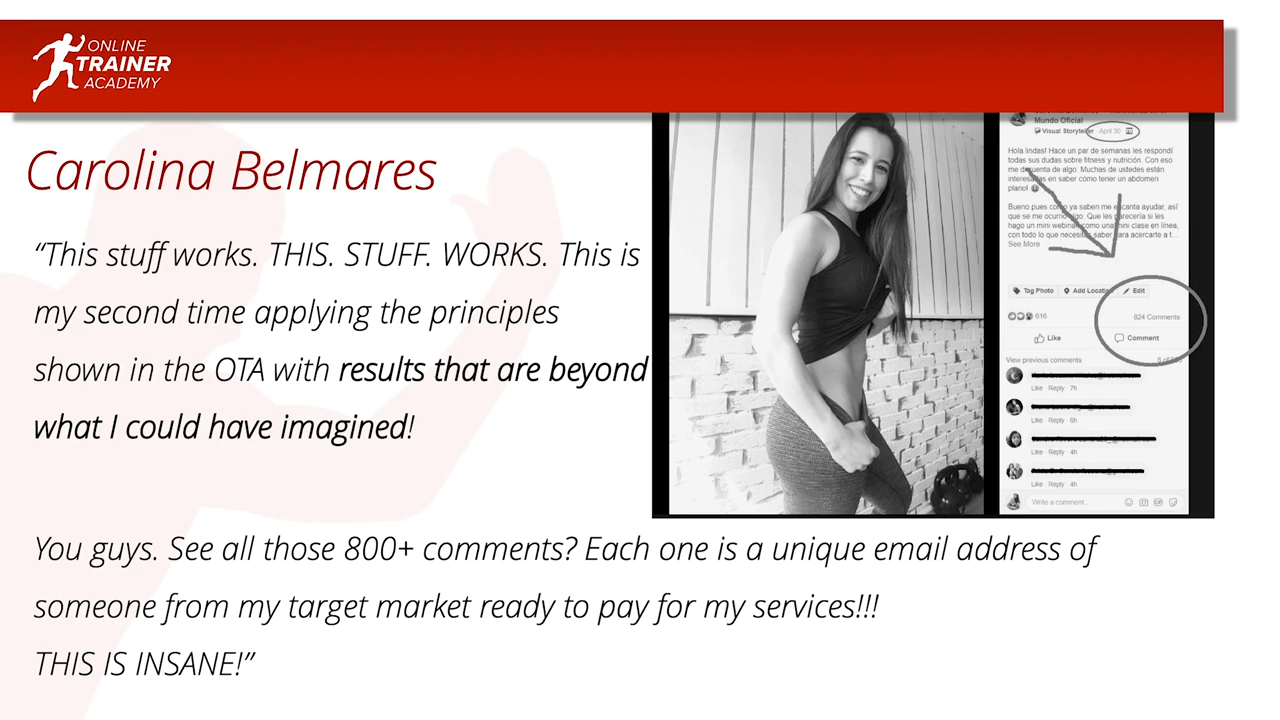 ONLINE
TRAINER
ACADEMY
Carolina Belmares
“This stuff works. THIS. STUFF. WORKS. This is
my second time applying the principles
shown in the OTA with results that are beyond
what I could have imagined!
You guys. See all those 800+ comments? Each one is a unique email address of
someone from my target market ready to pay for my services!!!
THIS IS INSANE!”
Mundo Oficial
Visual Storyteller April 30
Hola lindas! Hace un par de semanas les respondí
todas sus dudas sobre fitness y nutrición. Con eso
me di cuenta de algo: Muchas de ustedes están
interesadas en saber cómo tener un abdomen
plano!
Bueno pues como ya saben me encanta ayudar, así
que se me ocurrió algo: Que les parecería si les
hago un mini webinar como una mini clase en línea,
con todo lo que necesitas saber para acercarte a t...
See More
Tag Photo Add Location Edit
616 824 Comments
Like Comment
View previous comments
Like · Reply · 7h
Like · Reply · 6h
Like · Reply · 4h
Like · Reply · 4h
Write a comment...